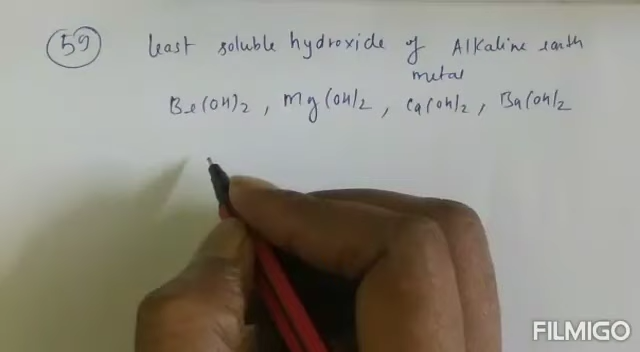 59 Least soluble hydroxide of Alkaline earth
metal
Be(OH)2, Mg(OH)2, Ca(OH)2, Ba(OH)2
FILMIGO